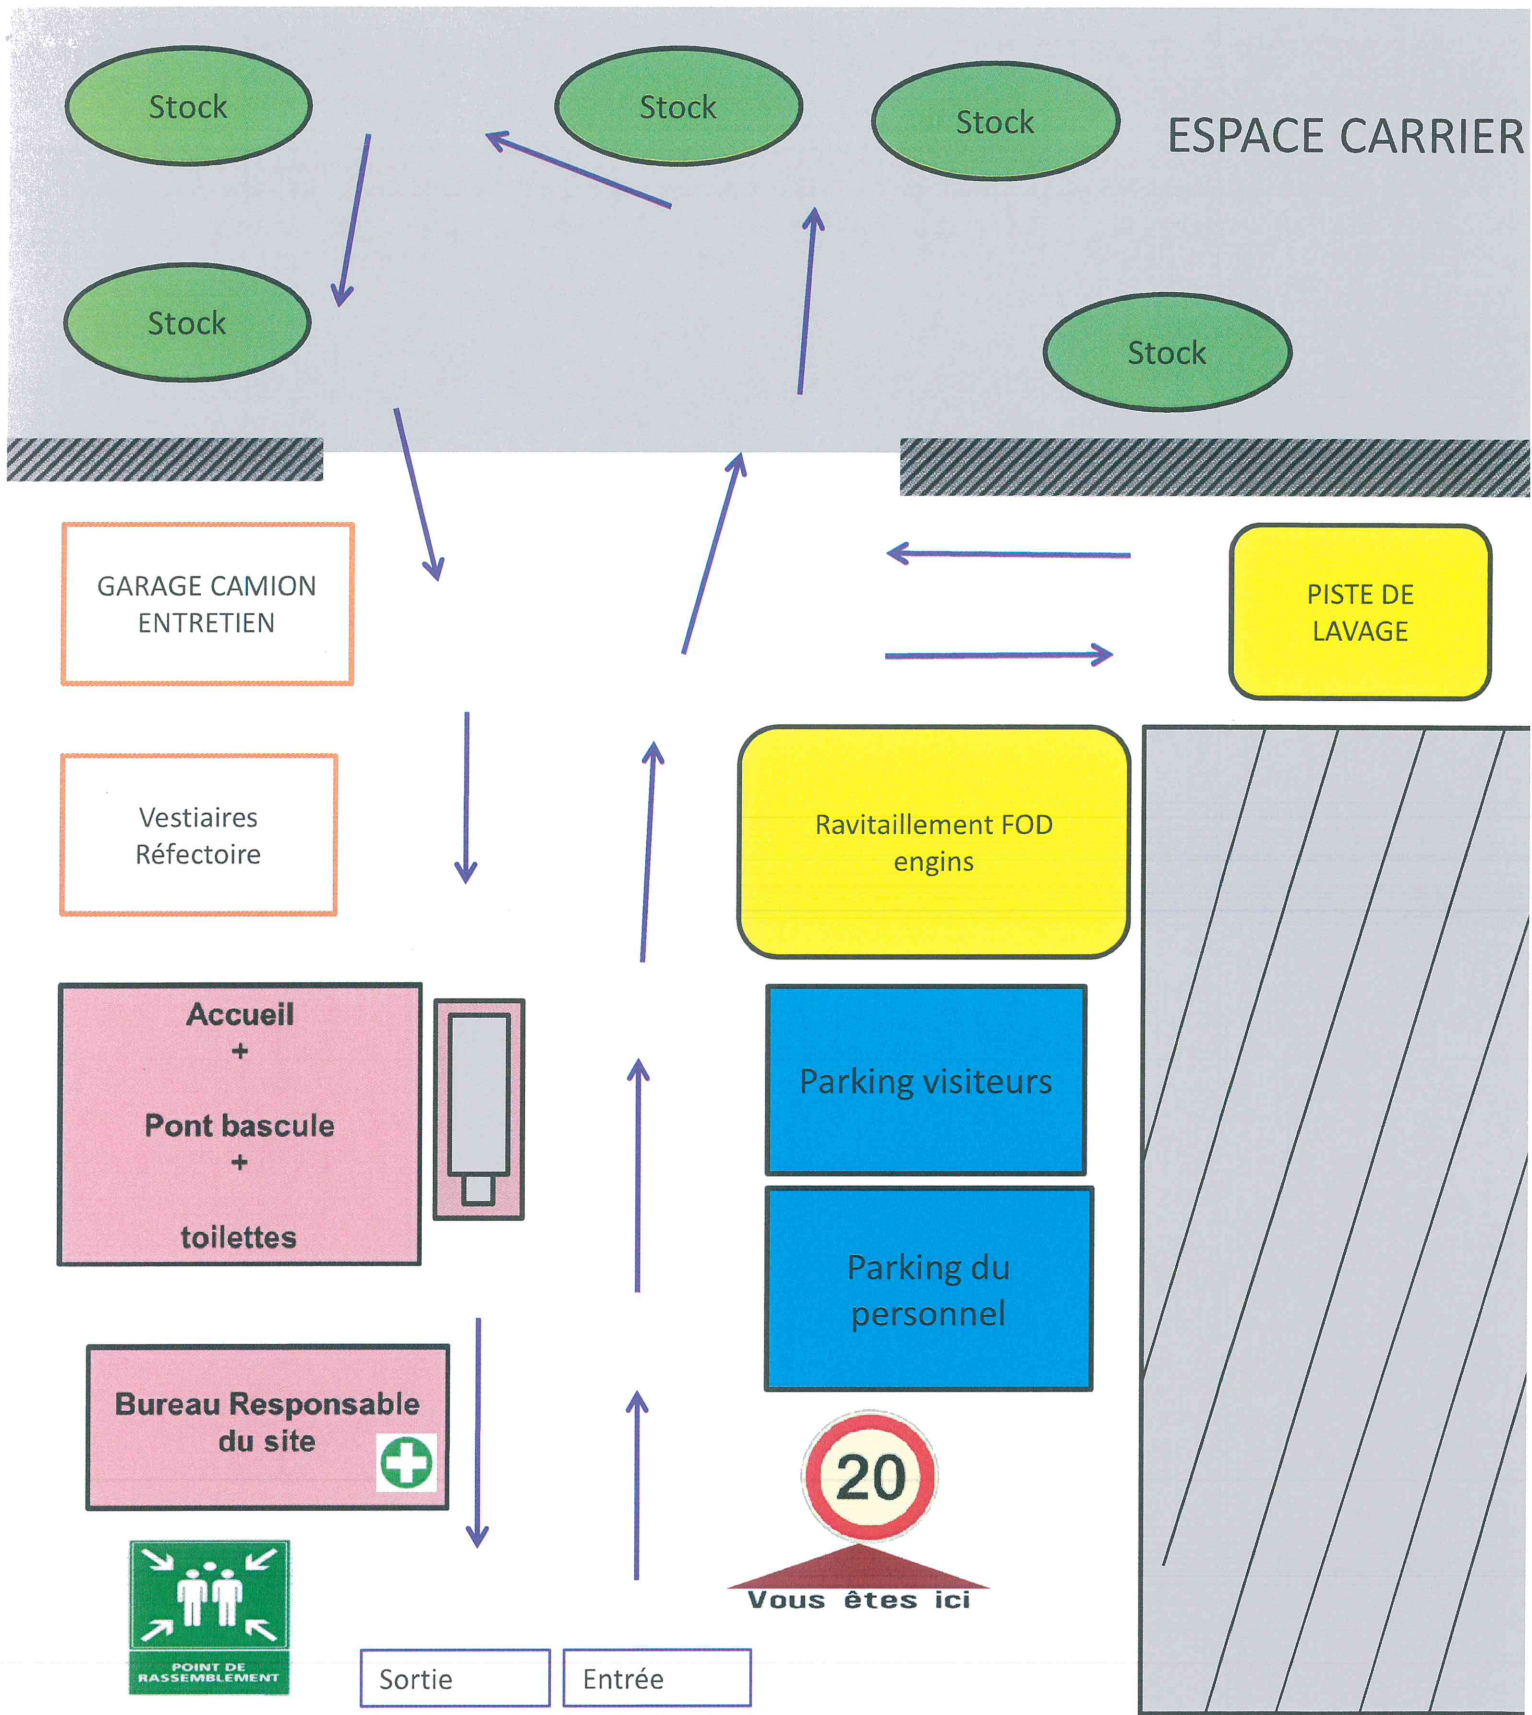 Stock
Stock
Stock
ESPACE CARRIER
Stock
Stock
GARAGE CAMION
ENTRETIEN
PISTE DE
LAVAGE
Vestiaires
Réfectoire
Ravitaillement FOD
engins
Accueil
+
Pont bascule
+
toilettes
Parking visiteurs
Parking du
personnel
Bureau Responsable
du site
20
Vous êtes ici
POINT DE
RASSEMBLEMENT
Sortie
Entrée